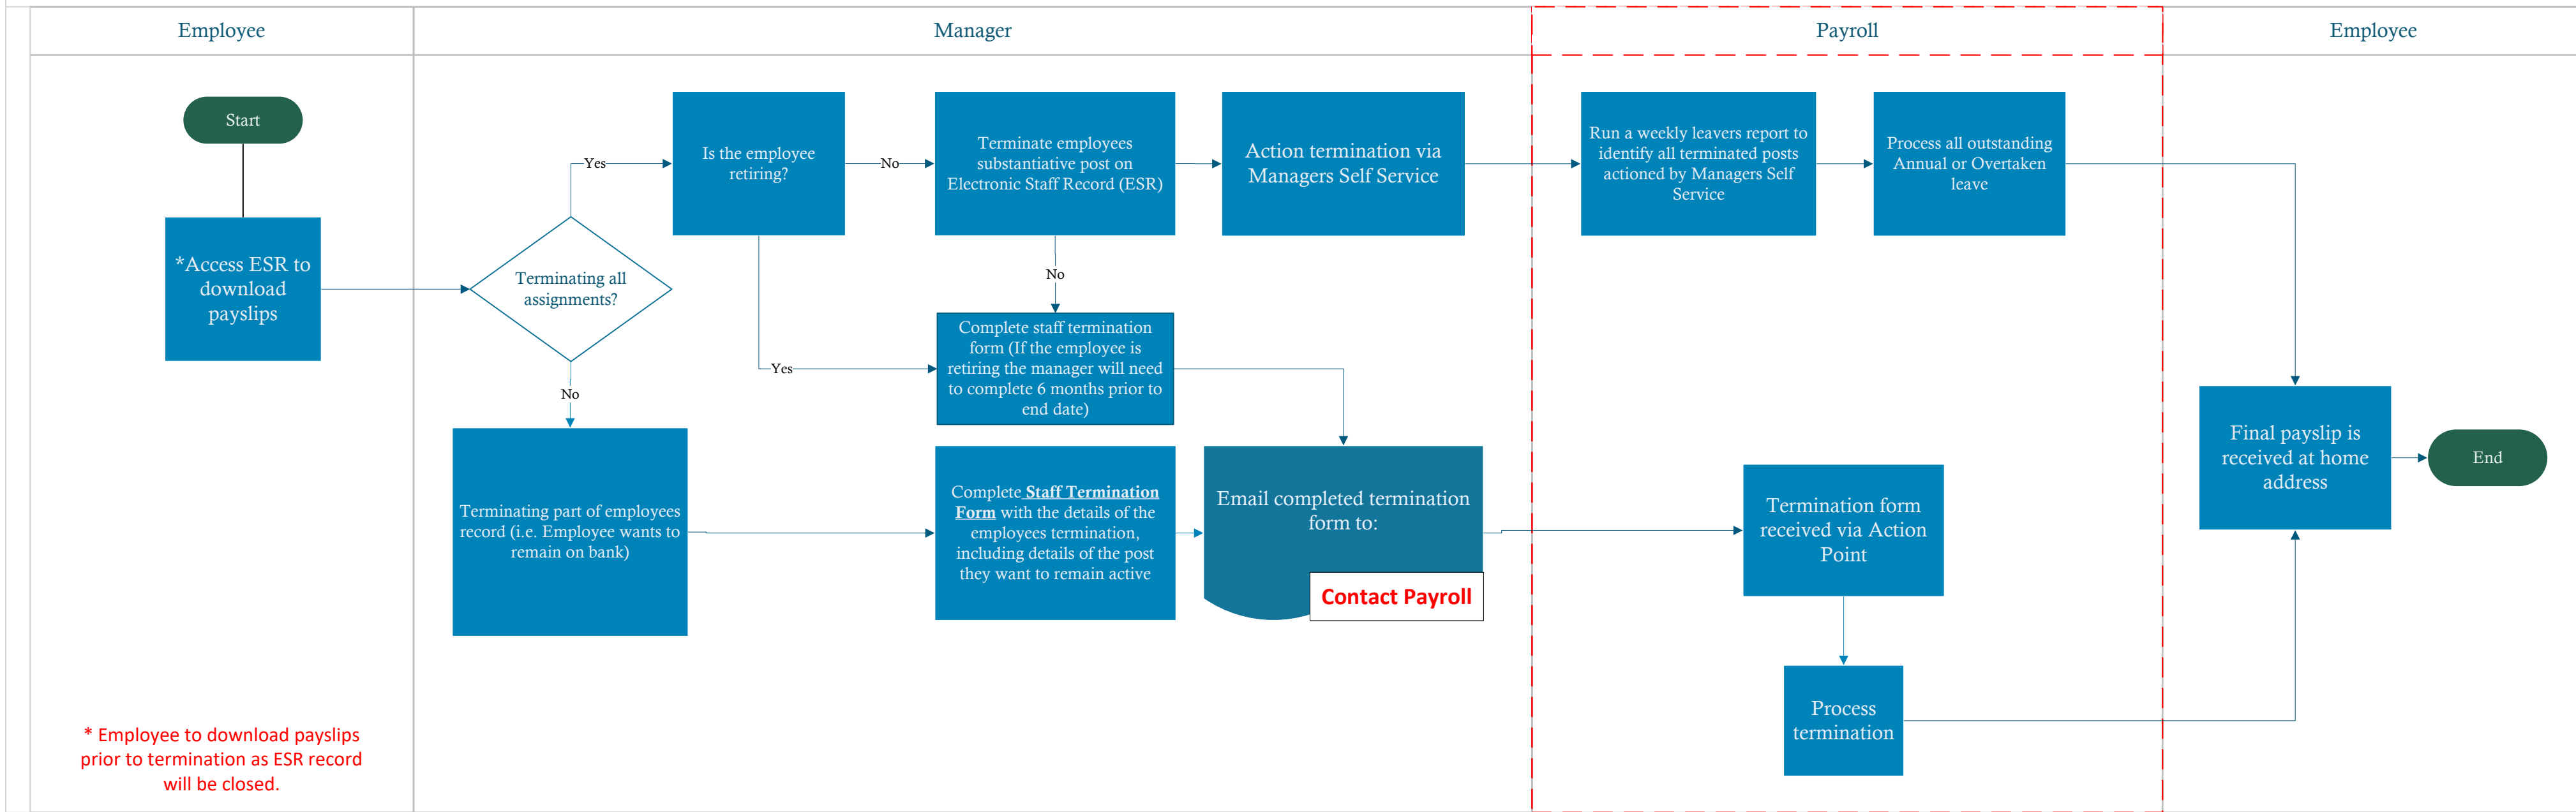 Employee
Manager
Payroll
Employee
Start
*Access ESR to
download
payslips
* Employee to download payslips
prior to termination as ESR record
will be closed.
Terminating all
assignments?
Yes
No
Is the employee
retiring?
No
Yes
Terminate employees
substantiative post on
Electronic Staff Record (ESR)
No
Action termination via
Managers Self Service
Complete staff termination
form (If the employee is
retiring the manager will need
to complete 6 months prior to
end date)
Terminating part of employees
record (i.e. Employee wants to
remain on bank)
Complete Staff Termination
Form with the details of the
employees termination,
including details of the post
they want to remain active
Email completed termination
form to:
Contact Payroll
Run a weekly leavers report to
identify all terminated posts
actioned by Managers Self
Service
Process all outstanding
Annual or Overtaken
leave
Termination form
received via Action
Point
Process
termination
Final payslip is
received at home
address
End